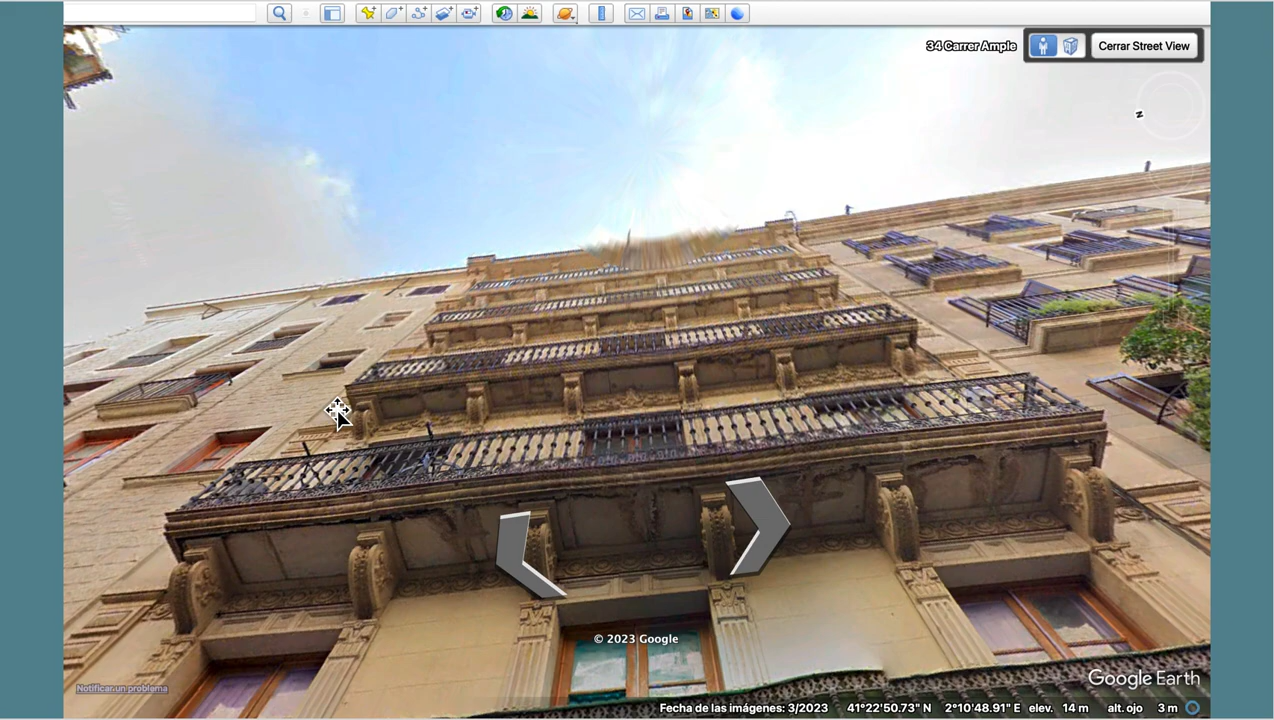 34 Carrer Ample
Cerrar Street View
N
© 2023 Google
Notificar un problema
Google Earth
Fecha de las imágenes: 3/2023 41°22'50.73" N 2°10'48.91" E elev. 14 m alt. ojo 3 m